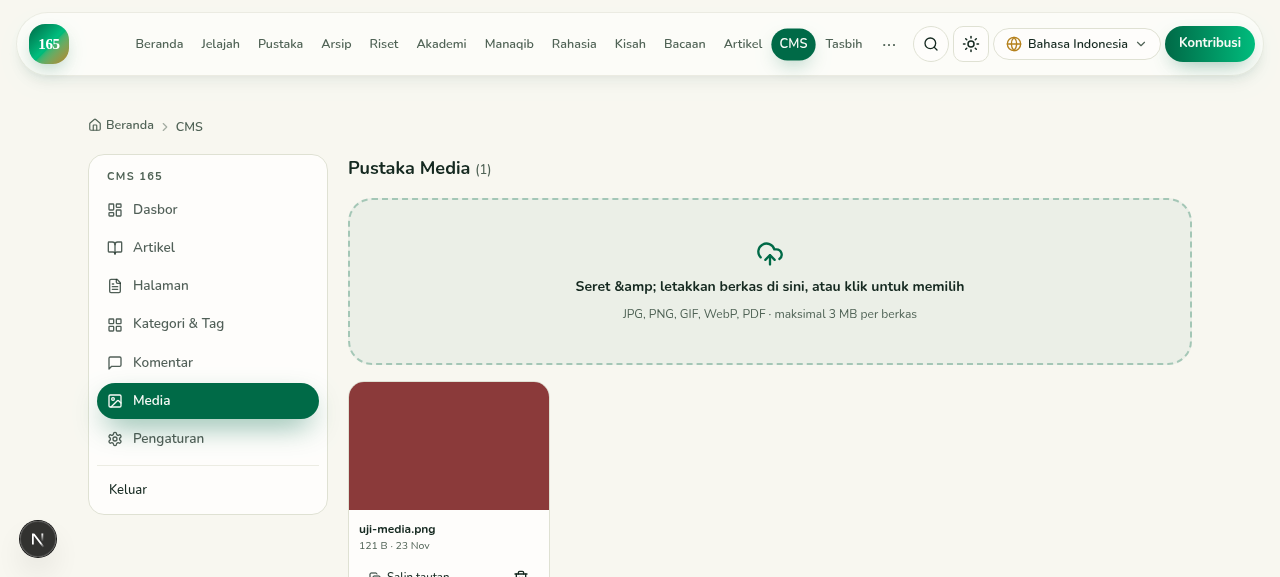 165 Beranda Jelajah Pustaka Arsip Riset Akademi Manaqib Rahasia Kisah Bacaan Artikel CMS Tasbih ··· Bahasa Indonesia Kontribusi
Beranda > CMS
CMS 165
Dasbor
Artikel
Halaman
Kategori & Tag
Komentar
Media
Pengaturan
Keluar
Pustaka Media (1)
Seret &amp; letakkan berkas di sini, atau klik untuk memilih
JPG, PNG, GIF, WebP, PDF · maksimal 3 MB per berkas
uji-media.png
121 B · 23 Nov
Salin tautan
N